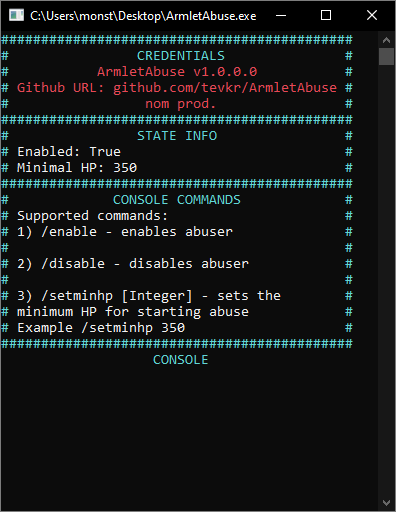 C:\Users\monst\Desktop\ArmletAbuse.exe
############################################
# CREDENTIALS #
# ArmletAbuse v1.0.0.0 #
# Github URL: github.com/tevkr/ArmletAbuse #
# nom prod. #
############################################
# STATE INFO #
# Enabled: True #
# Minimal HP: 350 #
############################################
# CONSOLE COMMANDS #
# Supported commands: #
# 1) /enable - enables abuser #
# #
# 2) /disable - disables abuser #
# #
# 3) /setminhp [Integer] - sets the #
# minimum HP for starting abuse #
# Example /setminhp 350 #
############################################
CONSOLE